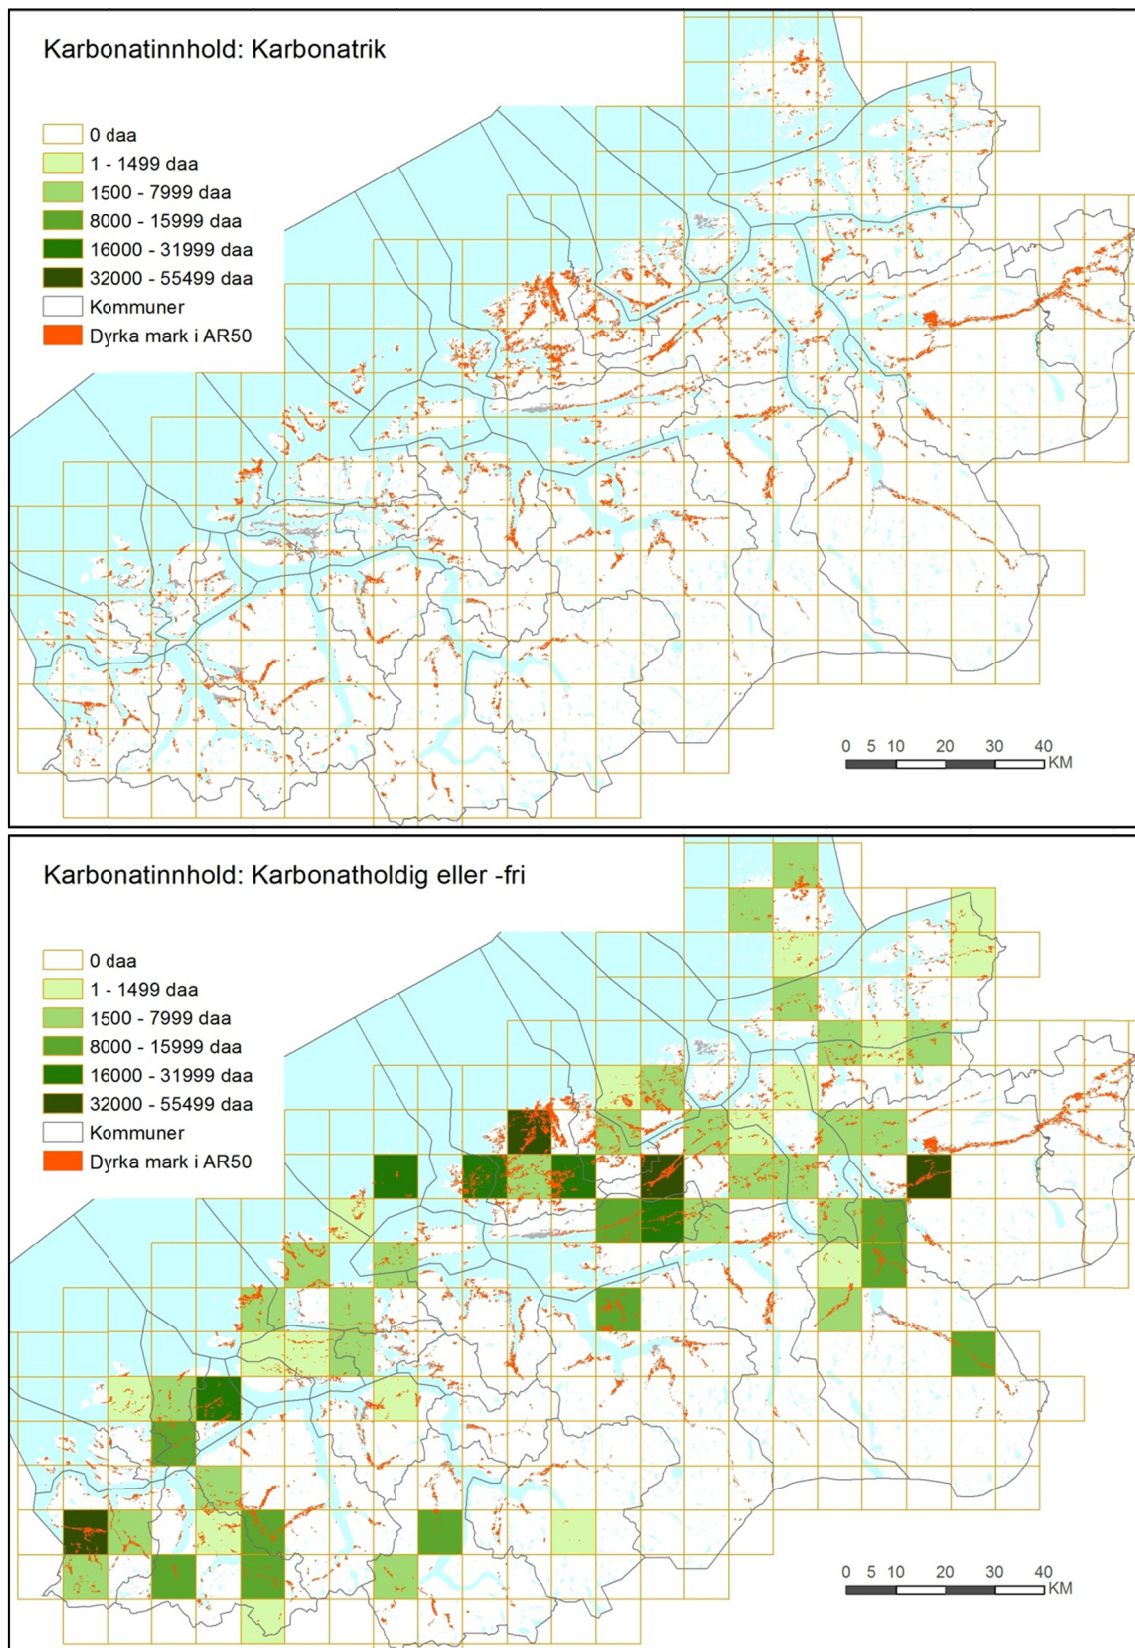 Karbonatinnhold: Karbonatrik
0 daa
1 - 1499 daa
1500 - 7999 daa
8000 - 15999 daa
16000 - 31999 daa
32000 - 55499 daa
Kommuner
Dyrka mark i AR50
0 5 10 20 30 40
KM
Karbonatinnhold: Karbonatholdig eller -fri
0 daa
1 - 1499 daa
1500 - 7999 daa
8000 - 15999 daa
16000 - 31999 daa
32000 - 55499 daa
Kommuner
Dyrka mark i AR50
0 5 10 20 30 40
KM